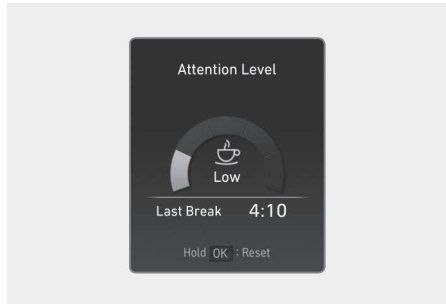 Attention Level
Low
Last Break 4:10
Hold OK : Reset